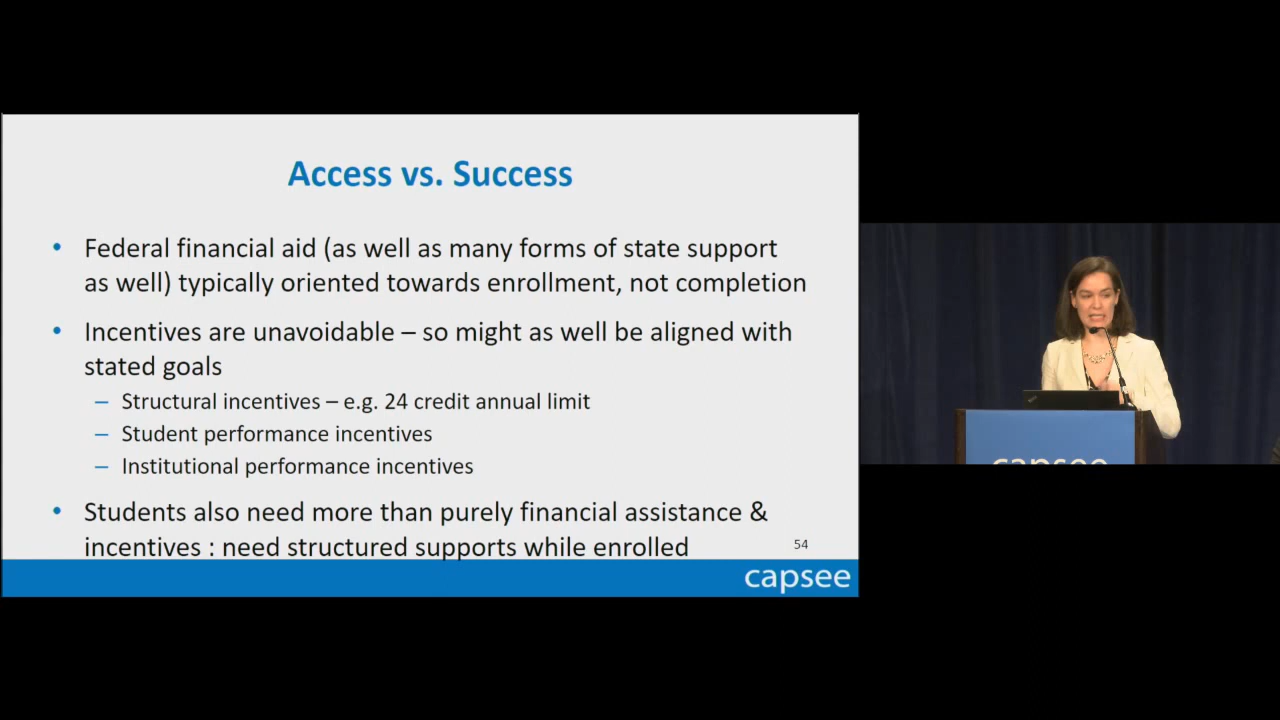 Access vs. Success
• Federal financial aid (as well as many forms of state support
as well) typically oriented towards enrollment, not completion
• Incentives are unavoidable – so might as well be aligned with
stated goals
– Structural incentives – e.g. 24 credit annual limit
– Student performance incentives
– Institutional performance incentives
• Students also need more than purely financial assistance &
incentives : need structured supports while enrolled
54
capsee
capsee